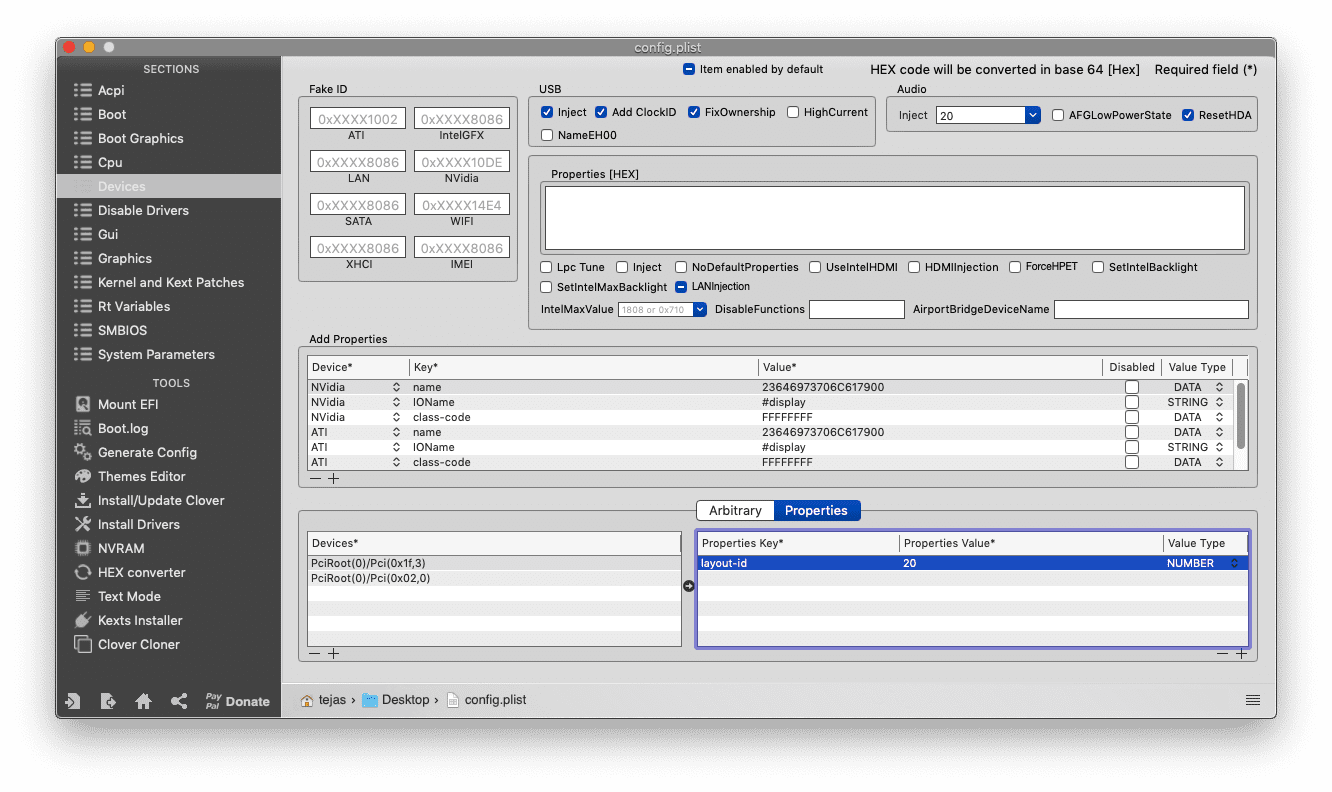 config.plist
SECTIONS
Acpi
Boot
Boot Graphics
Cpu
Devices
Disable Drivers
Gui
Graphics
Kernel and Kext Patches
Rt Variables
SMBIOS
System Parameters
TOOLS
Mount EFI
Boot.log
Generate Config
Themes Editor
Install/Update Clover
Install Drivers
NVRAM
HEX converter
Text Mode
Kexts Installer
Clover Cloner
Pay Pal Donate
Item enabled by default HEX code will be converted in base 64 [Hex] Required field (*)
Fake ID
0xXXXX1002 0xXXXX8086
ATI IntelGFX
0xXXXX8086 0xXXXX10DE
LAN NVidia
0xXXXX8086 0xXXXX14E4
SATA WIFI
0xXXXX8086 0xXXXX8086
XHCI IMEI
USB
Inject Add ClockID FixOwnership HighCurrent
NameEH00
Audio
Inject 20 AFGLowPowerState ResetHDA
Properties [HEX]
Lpc Tune Inject NoDefaultProperties UseIntelHDMI HDMIInjection ForceHPET SetIntelBacklight
SetIntelMaxBacklight LANInjection
IntelMaxValue 1808 or 0x710 DisableFunctions AirportBridgeDeviceName
Add Properties
Device* Key* Value* Disabled Value Type
NVidia name 23646973706C617900 DATA
NVidia IOName #display STRING
NVidia class-code FFFFFFFF DATA
ATI name 23646973706C617900 DATA
ATI IOName #display STRING
ATI class-code FFFFFFFF DATA
Arbitrary Properties
Devices*
PciRoot(0)/Pci(0x1f,3)
PciRoot(0)/Pci(0x02,0)
Properties Key* Properties Value* Value Type
layout-id 20 NUMBER
tejas › Desktop › config.plist